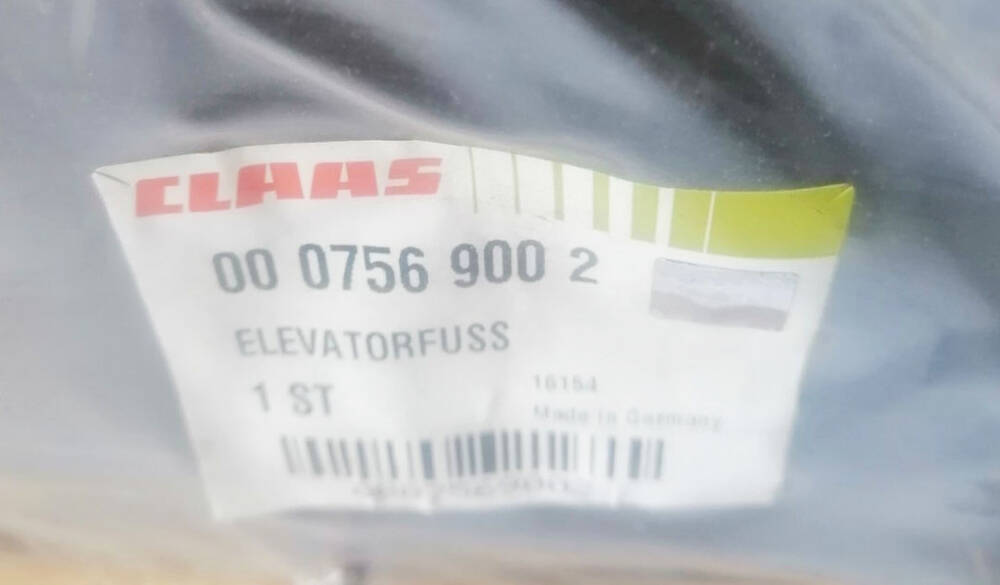 CLAAS
00 0756 900 2
ELEVATORFUSS
1 ST
16154
Made in Germany